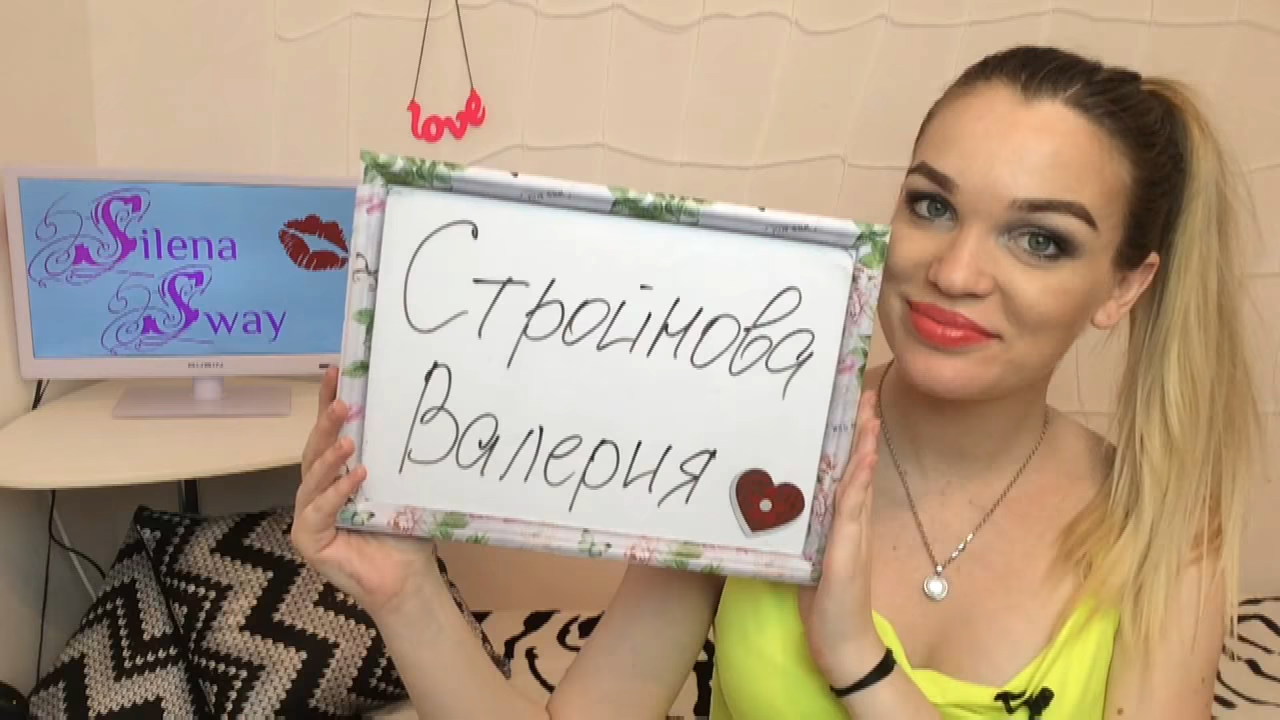 love
Silena
Sway
Строімова
Валерия